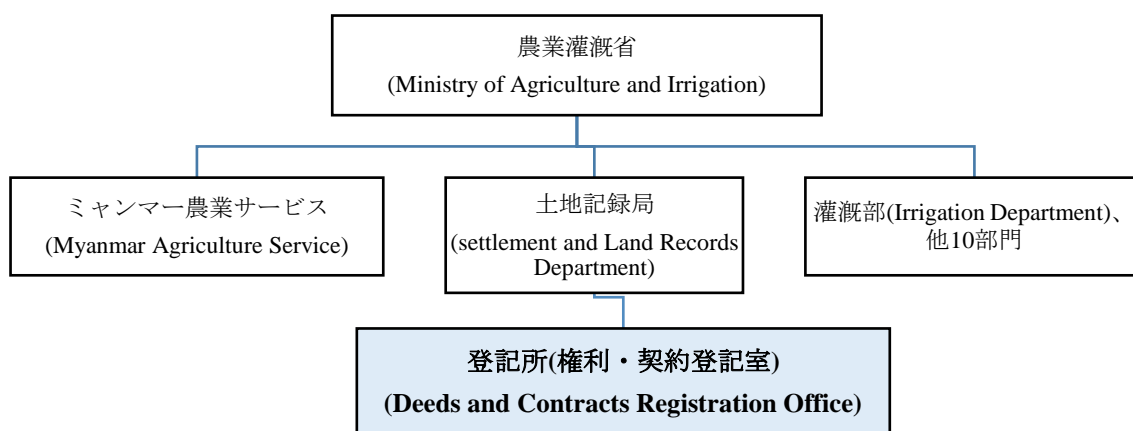 農業灌漑省
(Ministry of Agriculture and Irrigation)
ミャンマー農業サービス
(Myanmar Agriculture Service)
土地記録局
(settlement and Land Records
Department)
灌漑部(Irrigation Department)、
他10部門
登記所(権利・契約登記室)
(Deeds and Contracts Registration Office)